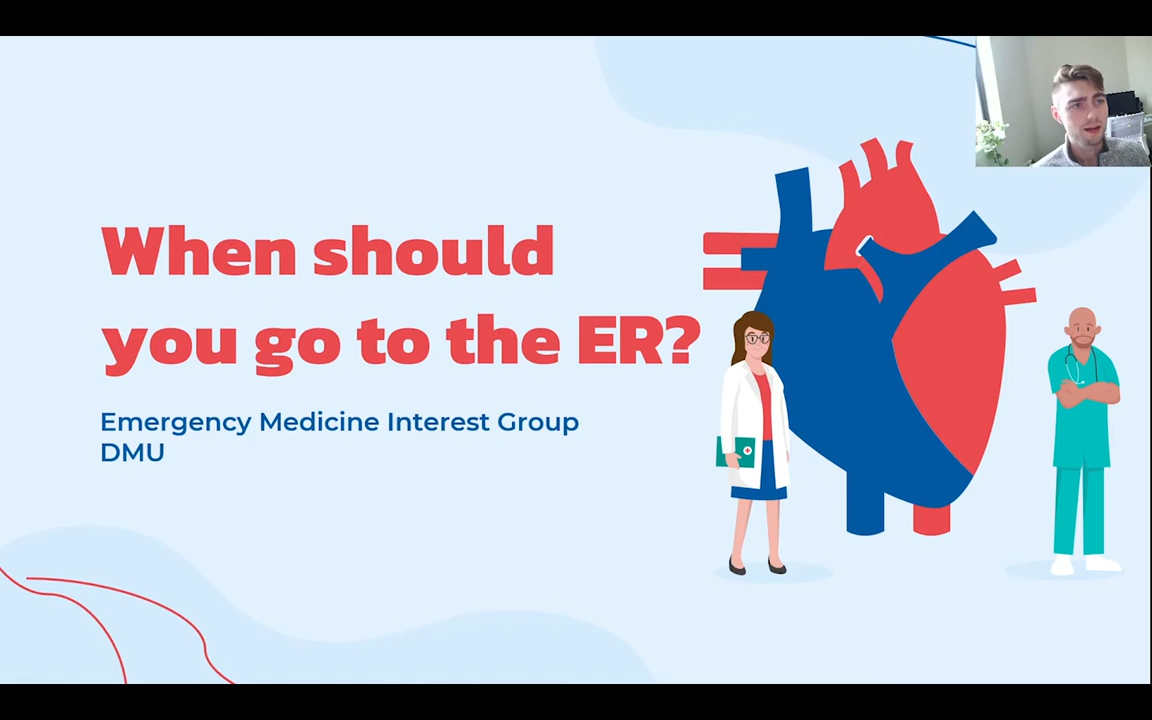 When should
you go to the ER?
Emergency Medicine Interest Group
DMU